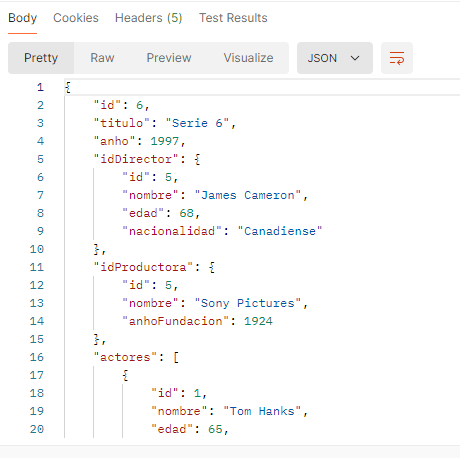 Body Cookies Headers (5) Test Results
Pretty Raw Preview Visualize JSON
1 {
2 "id": 6,
3 "titulo": "Serie 6",
4 "anho": 1997,
5 "idDirector": {
6 "id": 5,
7 "nombre": "James Cameron",
8 "edad": 68,
9 "nacionalidad": "Canadiense"
10 },
11 "idProductora": {
12 "id": 5,
13 "nombre": "Sony Pictures",
14 "anhoFundacion": 1924
15 },
16 "actores": [
17 {
18 "id": 1,
19 "nombre": "Tom Hanks",
20 "edad": 65,